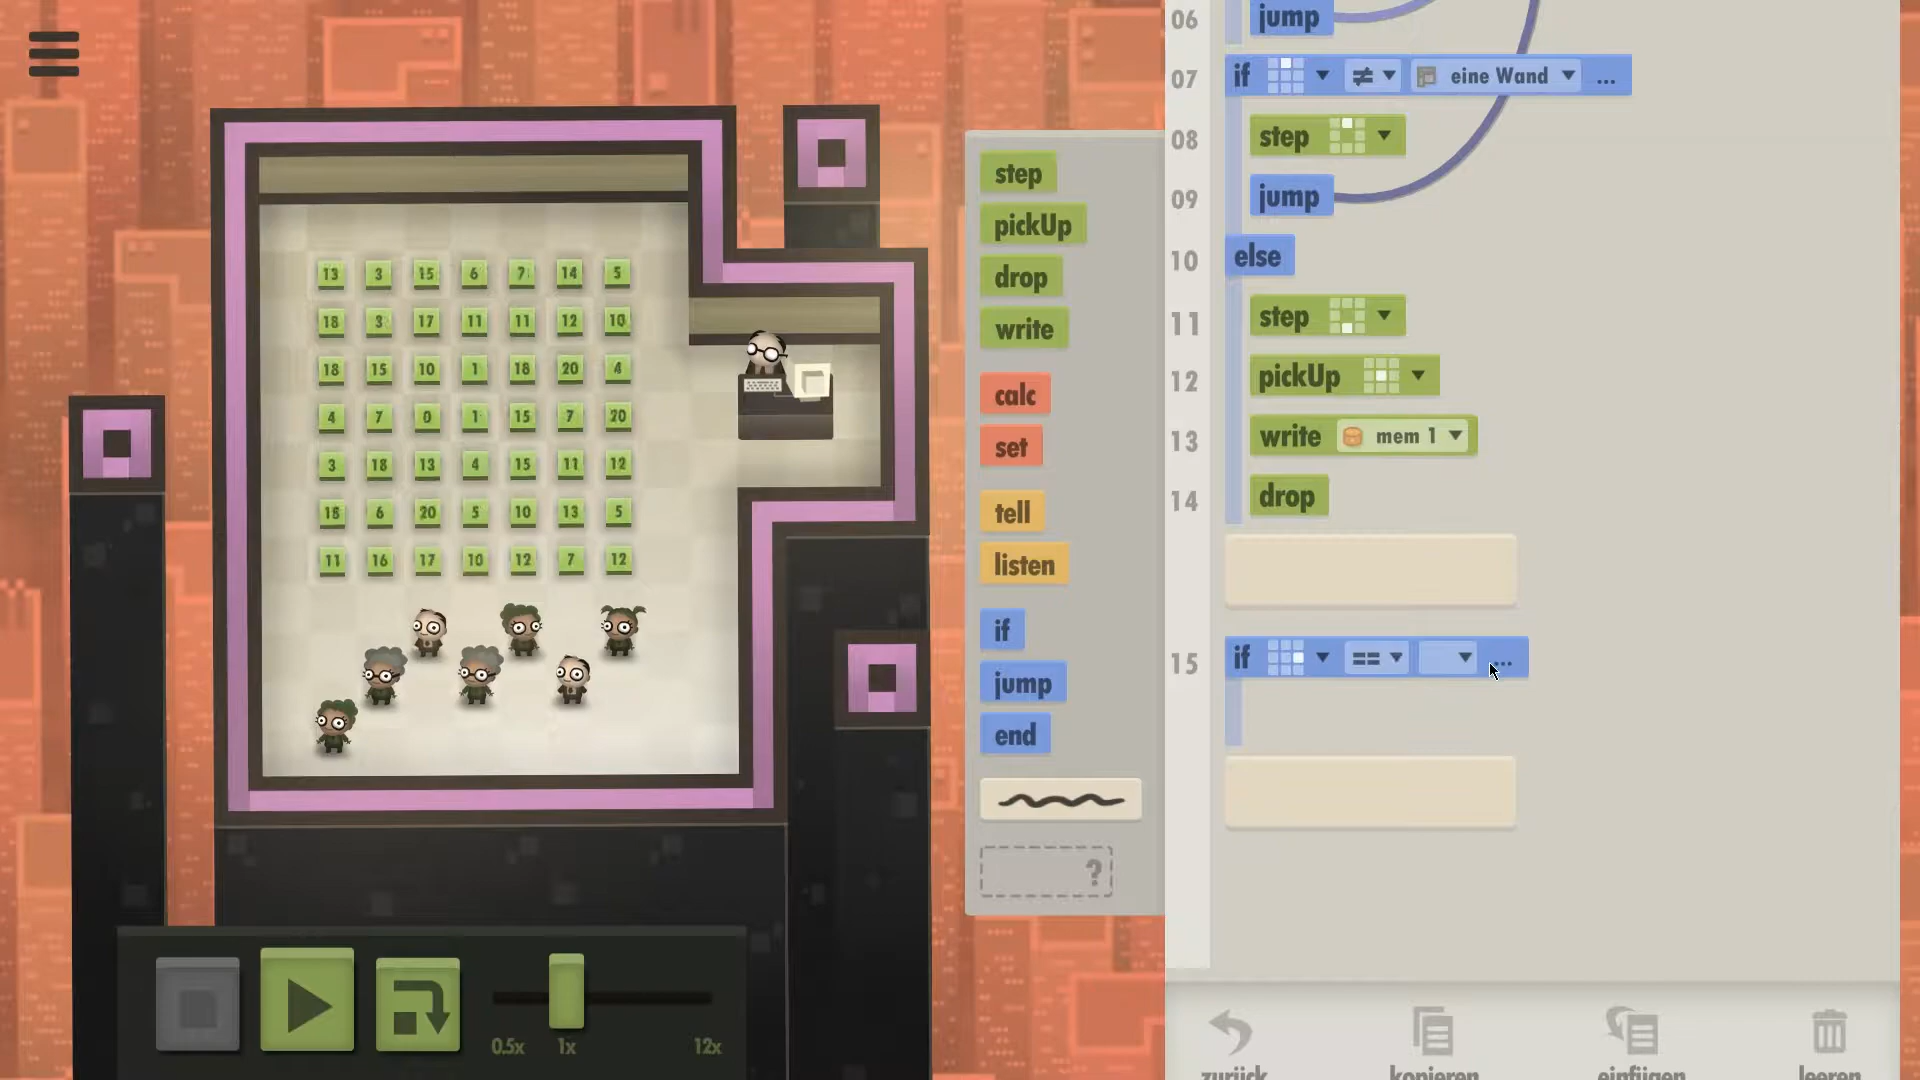 13 3 15 6 7 14 5
18 3 17 11 11 12 10
18 15 10 1 18 20 4
4 7 0 1 15 7 20
3 18 13 4 15 11 12
18 6 20 5 10 13 5
11 16 17 10 12 7 12
0.5x 1x 12x
step
pickUp
drop
write
calc
set
tell
listen
if
jump
end
?
06 jump
07 if ≠ eine Wand ...
08 step
09 jump
10 else
11 step
12 pickUp
13 write mem 1
14 drop
15 if == ...
zurück kopieren einfügen leeren